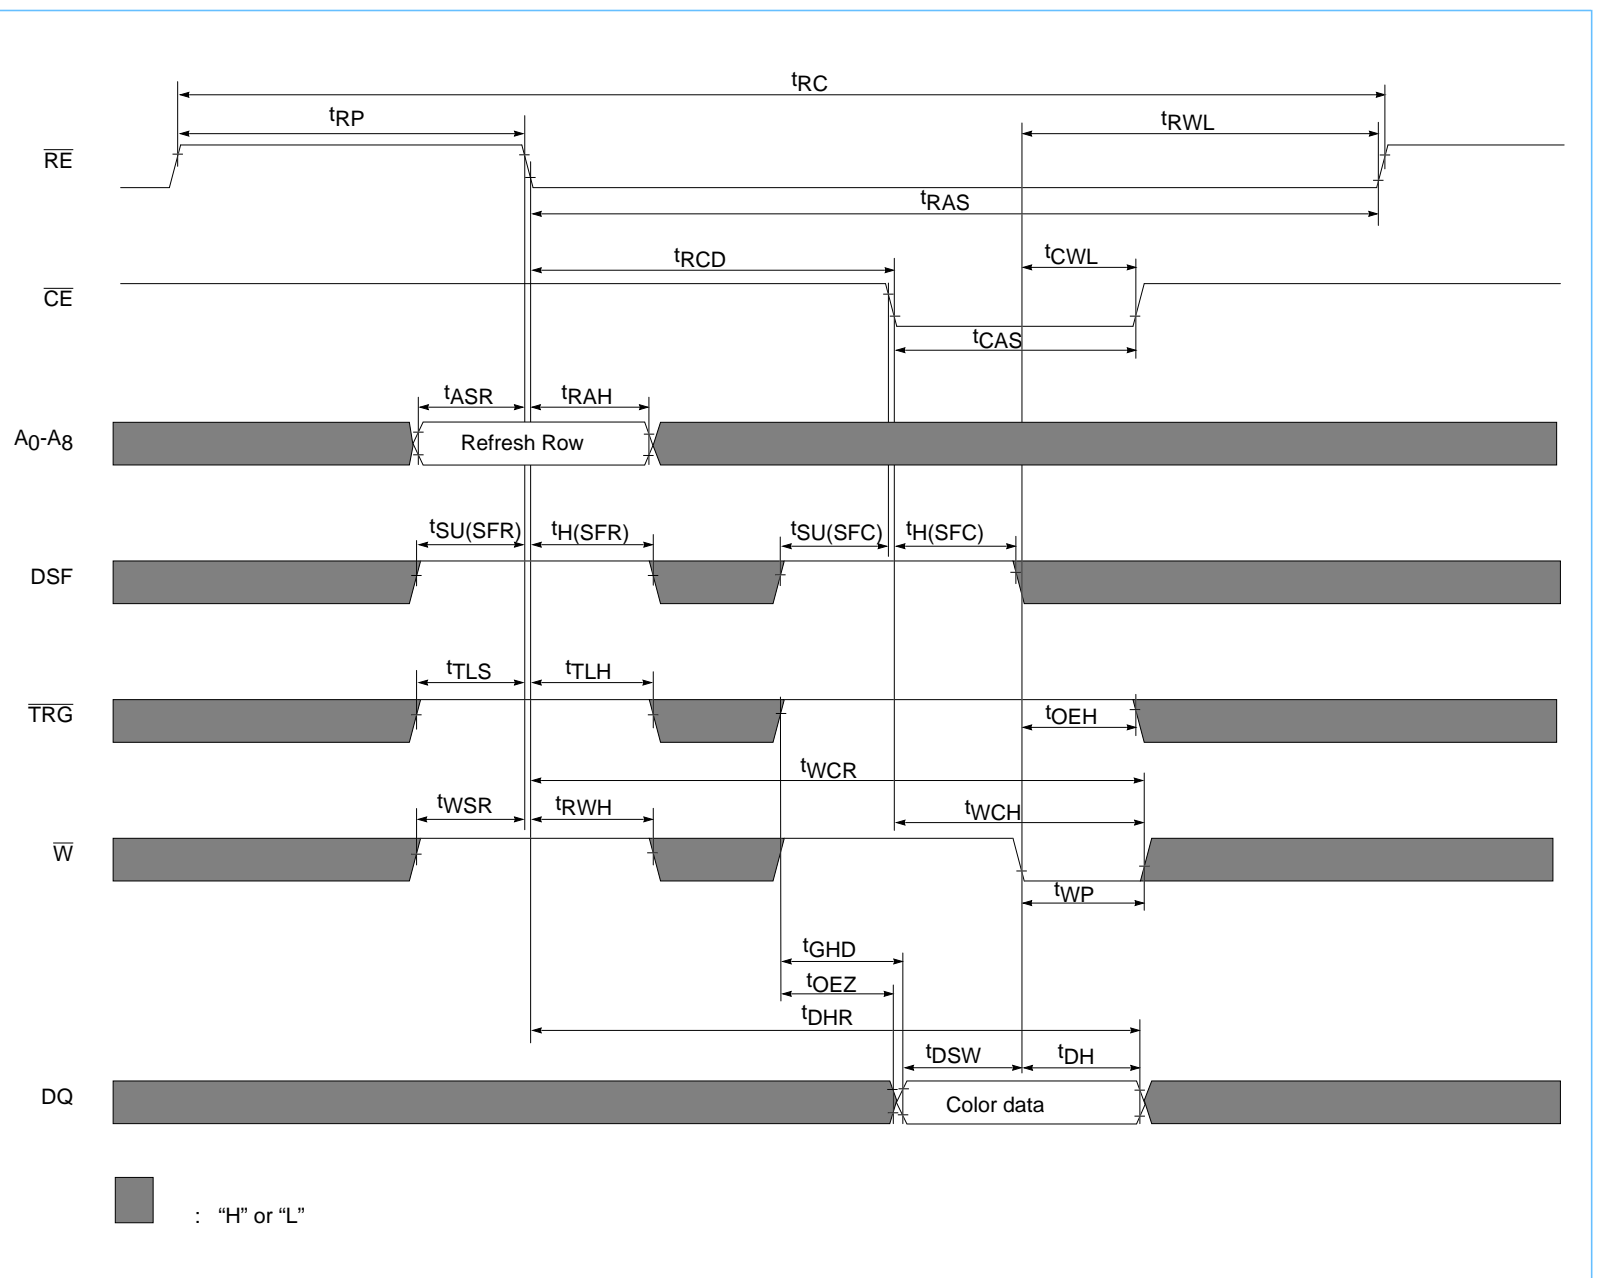 tRC
tRP
tRWL
RE
tRAS
tRCD
tCWL
CE
tCAS
tASR
tRAH
A0-A8
Refresh Row
tSU(SFR)
tH(SFR)
tSU(SFC)
tH(SFC)
DSF
tTLS
tTLH
TRG
tOEH
tWCR
tWSR
tRWH
tWCH
W
tWP
tGHD
tOEZ
tDHR
tDSW
tDH
DQ
Color data
: “H” or “L”